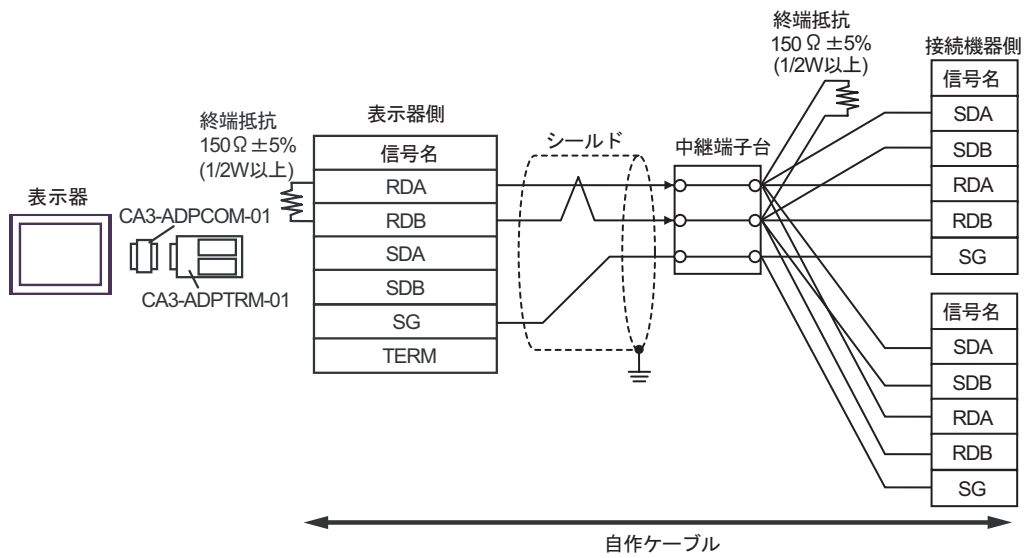 終端抵抗
150 Ω ±5%
(1/2W以上)
接続機器側
信号名
SDA
SDB
RDA
RDB
SG
表示器側
終端抵抗
150Ω ±5%
(1/2W以上)
シールド
中継端子台
信号名
RDA
RDB
SDA
SDB
SG
TERM
表示器
CA3-ADPCOM-01
CA3-ADPTRM-01
信号名
SDA
SDB
RDA
RDB
SG
自作ケーブル